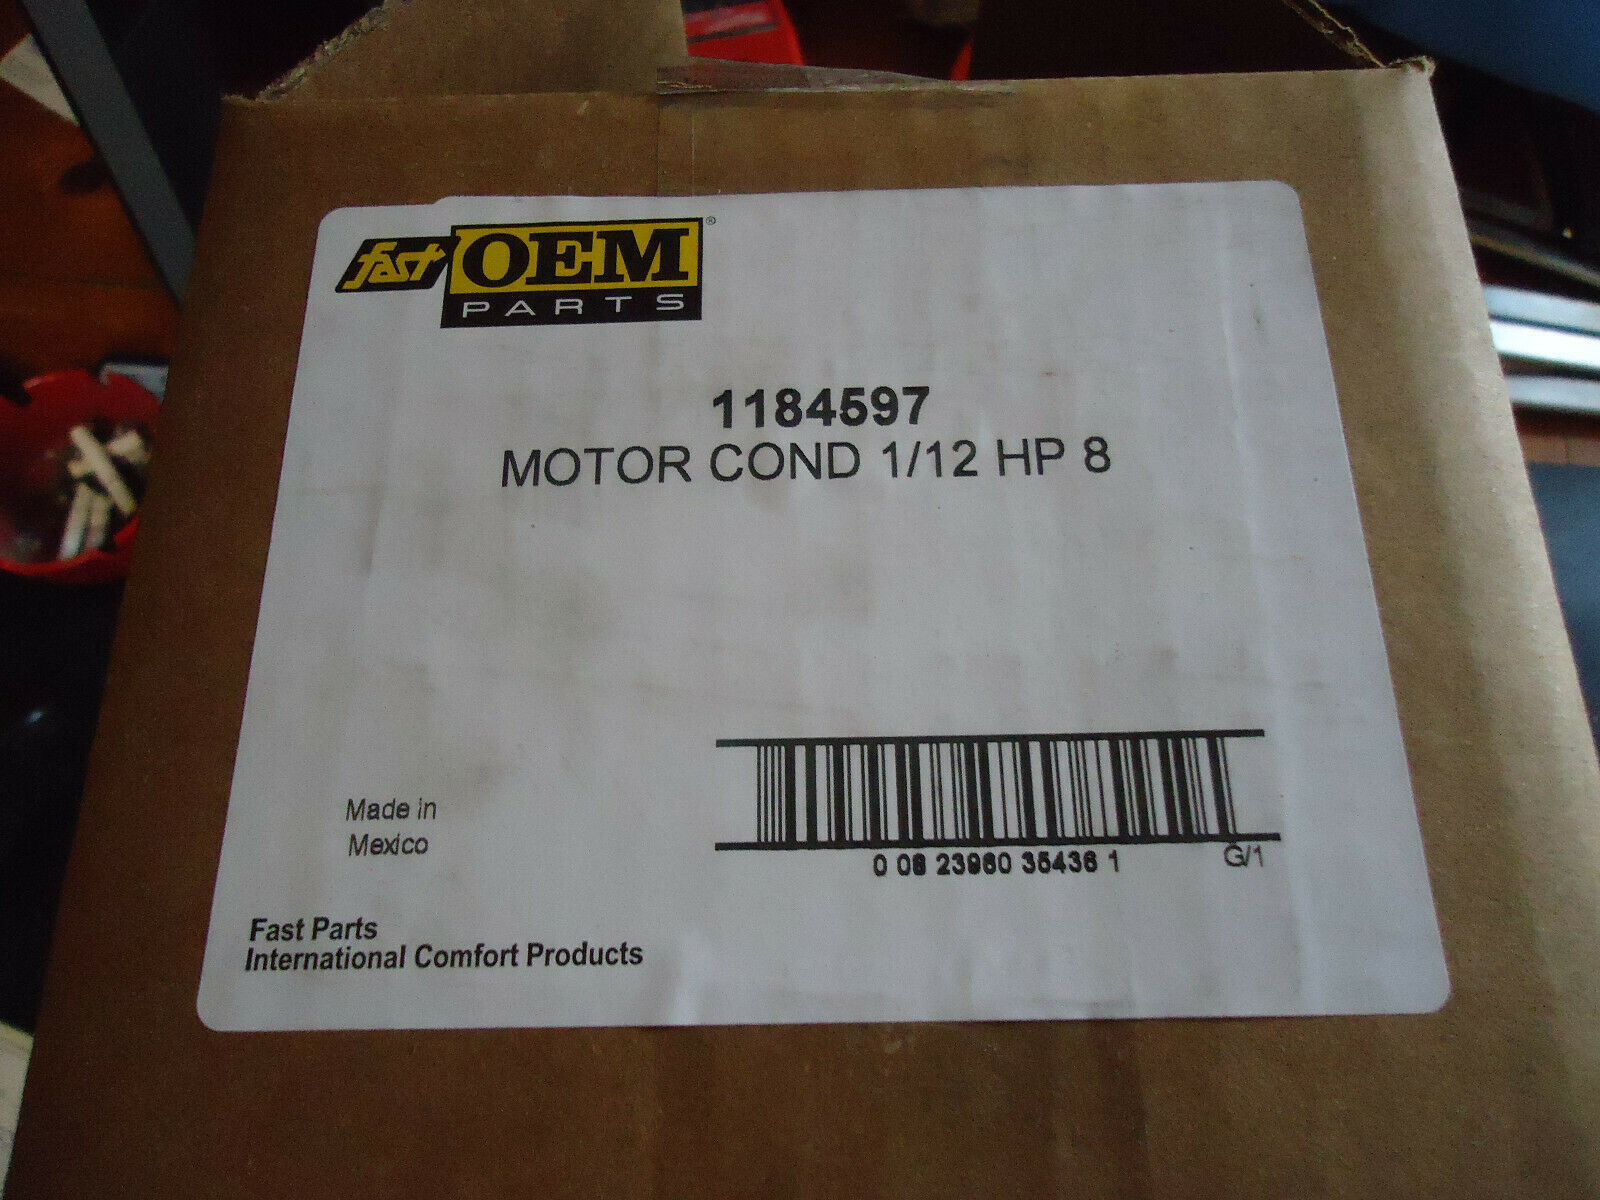 fast OEM ®
PARTS
1184597
MOTOR COND 1/12 HP 8
Made in
Mexico
0 08 23960 35436 1
G/1
Fast Parts
International Comfort Products